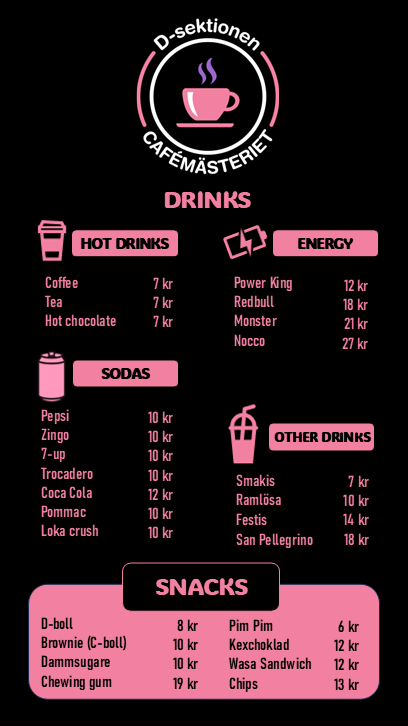 D-sektionen
CAFÉMÄSTERIET
DRINKS
HOT DRINKS
Coffee 7 kr
Tea 7 kr
Hot chocolate 7 kr
ENERGY
Power King 12 kr
Redbull 18 kr
Monster 21 kr
Nocco 27 kr
SODAS
Pepsi 10 kr
Zingo 10 kr
7-up 10 kr
Trocadero 10 kr
Coca Cola 12 kr
Pommac 10 kr
Loka crush 10 kr
OTHER DRINKS
Smakis 7 kr
Ramlösa 10 kr
Festis 14 kr
San Pellegrino 18 kr
SNACKS
D-boll 8 kr
Brownie (C-boll) 10 kr
Dammsugare 10 kr
Chewing gum 19 kr
Pim Pim 6 kr
Kexchoklad 12 kr
Wasa Sandwich 12 kr
Chips 13 kr